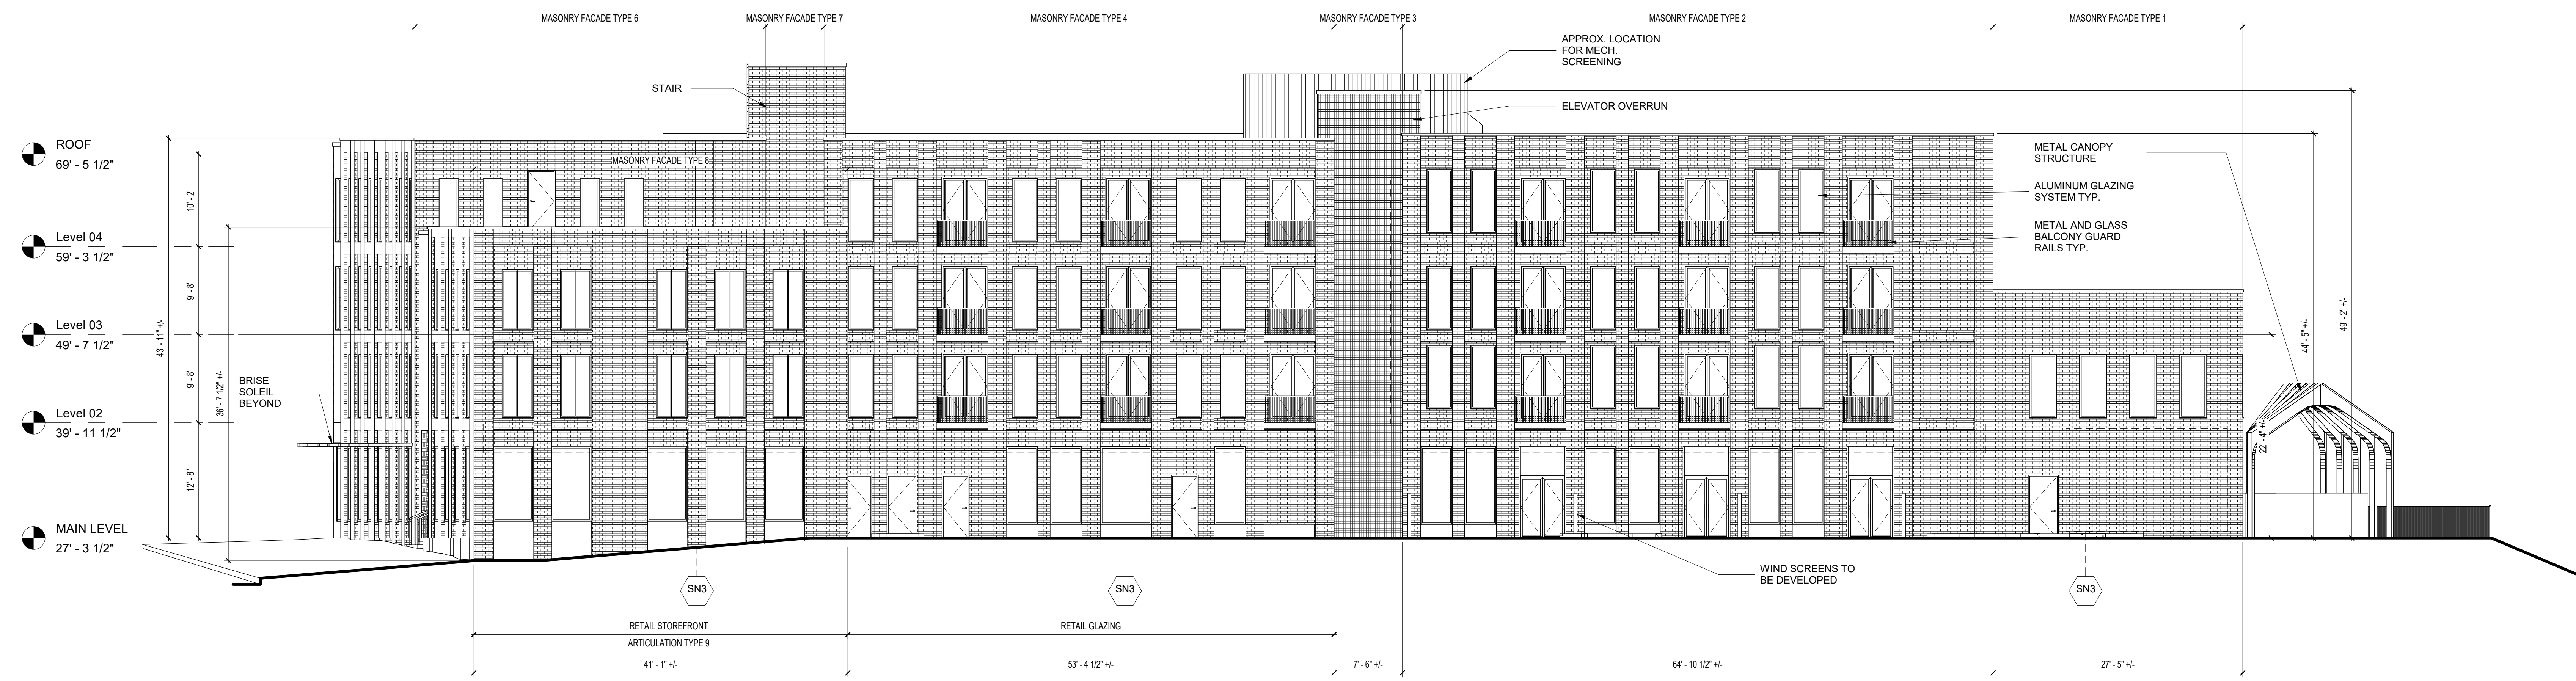 MASONRY FACADE TYPE 6
MASONRY FACADE TYPE 7
MASONRY FACADE TYPE 4
MASONRY FACADE TYPE 3
MASONRY FACADE TYPE 2
MASONRY FACADE TYPE 1
APPROX. LOCATION
FOR MECH.
SCREENING
STAIR
ELEVATOR OVERRUN
ROOF
69' - 5 1/2"
MASONRY FACADE TYPE 8
METAL CANOPY
STRUCTURE
ALUMINUM GLAZING
SYSTEM TYP.
METAL AND GLASS
BALCONY GUARD
RAILS TYP.
10' - 2"
Level 04
59' - 3 1/2"
9' - 8"
Level 03
49' - 7 1/2"
43' - 11" +/-
9' - 8"
36' - 7 1/2" +/-
BRISE
SOLEIL
BEYOND
Level 02
39' - 11 1/2"
12' - 8"
MAIN LEVEL
27' - 3 1/2"
49' - 2" +/-
44' - 5" +/-
22' - 4" +/-
WIND SCREENS TO
BE DEVELOPED
SN3
SN3
SN3
RETAIL STOREFRONT
RETAIL GLAZING
ARTICULATION TYPE 9
41' - 1" +/-
53' - 4 1/2" +/-
7' - 6" +/-
64' - 10 1/2" +/-
27' - 5" +/-